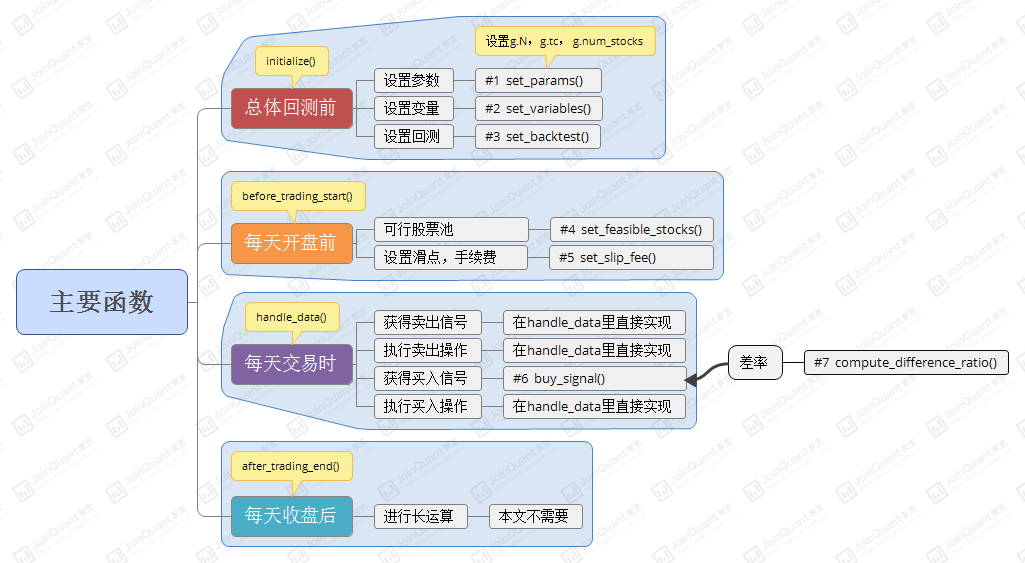 主要函数
设置g.N，g.tc，g.num_stocks
initialize()
总体回测前
设置参数
#1 set_params()
设置变量
#2 set_variables()
设置回测
#3 set_backtest()
before_trading_start()
每天开盘前
可行股票池
#4 set_feasible_stocks()
设置滑点，手续费
#5 set_slip_fee()
handle_data()
每天交易时
获得卖出信号
在handle_data里直接实现
执行卖出操作
在handle_data里直接实现
获得买入信号
#6 buy_signal()
差率
#7 compute_difference_ratio()
执行买入操作
在handle_data里直接实现
after_trading_end()
每天收盘后
进行长运算
本文不需要
JoinQuant 聚宽